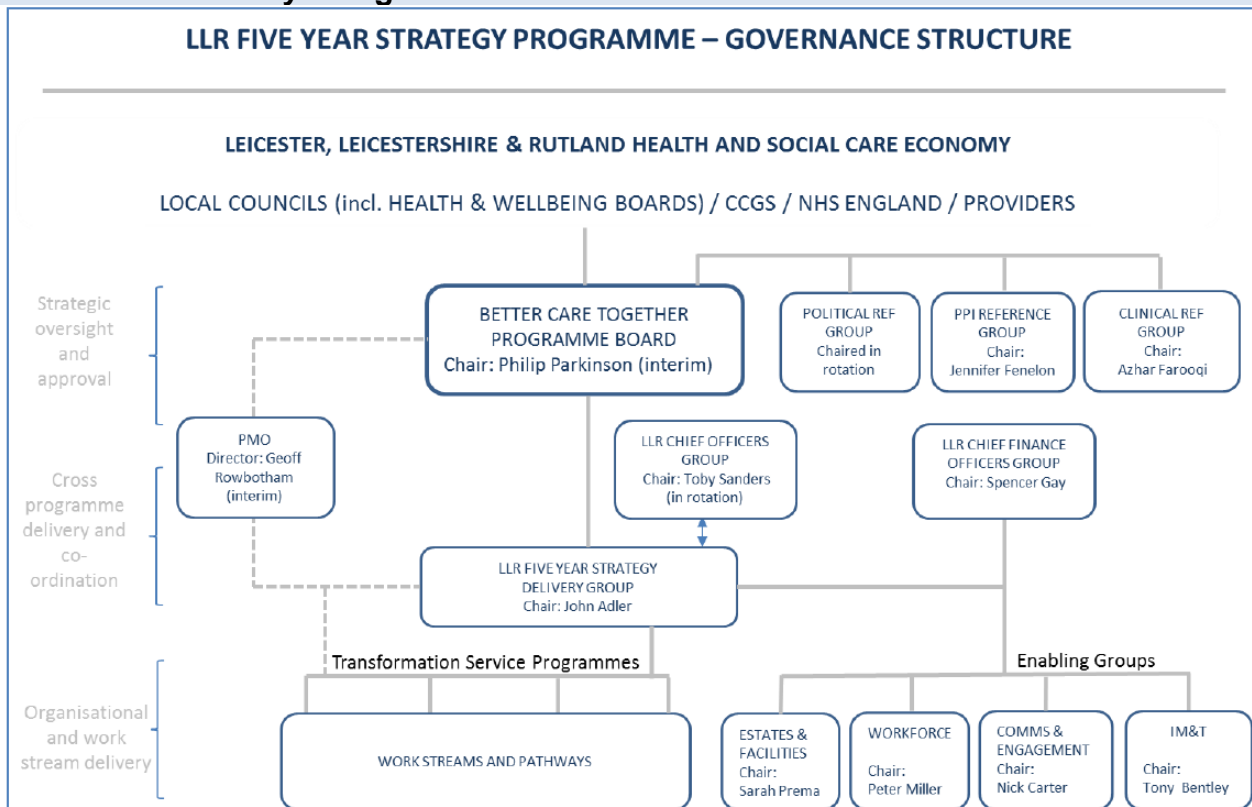 LLR FIVE YEAR STRATEGY PROGRAMME – GOVERNANCE STRUCTURE
LEICESTER, LEICESTERSHIRE & RUTLAND HEALTH AND SOCIAL CARE ECONOMY
LOCAL COUNCILS (incl. HEALTH & WELLBEING BOARDS) / CCGS / NHS ENGLAND / PROVIDERS
Strategic
oversight
and
approval
BETTER CARE TOGETHER
PROGRAMME BOARD
Chair: Philip Parkinson (interim)
POLITICAL REF
GROUP
Chaired in
rotation
PPI REFERENCE
GROUP
Chair:
Jennifer Fenelon
CLINICAL REF
GROUP
Chair:
Azhar Farooqi
Cross
programme
delivery and
co-
ordination
PMO
Director: Geoff
Rowbotham
(interim)
LLR CHIEF OFFICERS
GROUP
Chair: Toby Sanders
(in rotation)
LLR CHIEF FINANCE
OFFICERS GROUP
Chair: Spencer Gay
LLR FIVE YEAR STRATEGY
DELIVERY GROUP
Chair: John Adler
Transformation Service Programmes
Enabling Groups
Organisational
and work
stream delivery
WORK STREAMS AND PATHWAYS
ESTATES &
FACILITIES
Chair:
Sarah Prema
WORKFORCE
Chair:
Peter Miller
COMMS &
ENGAGEMENT
Chair:
Nick Carter
IM&T
Chair:
Tony Bentley